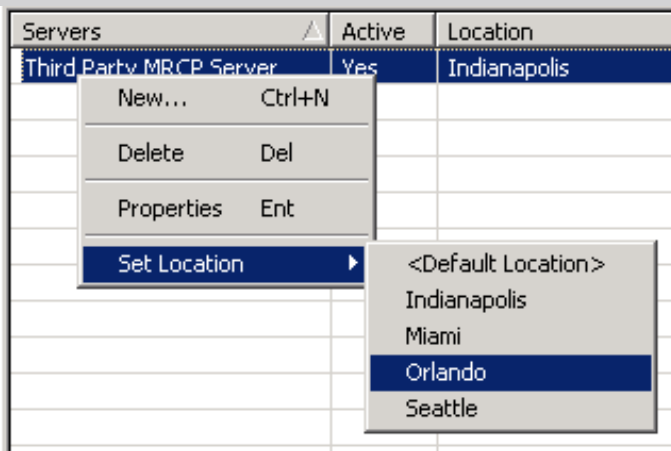 Servers Active Location
Third Party MRCP Server Yes Indianapolis
New... Ctrl+N
Delete Del
Properties Ent
Set Location
<Default Location>
Indianapolis
Miami
Orlando
Seattle